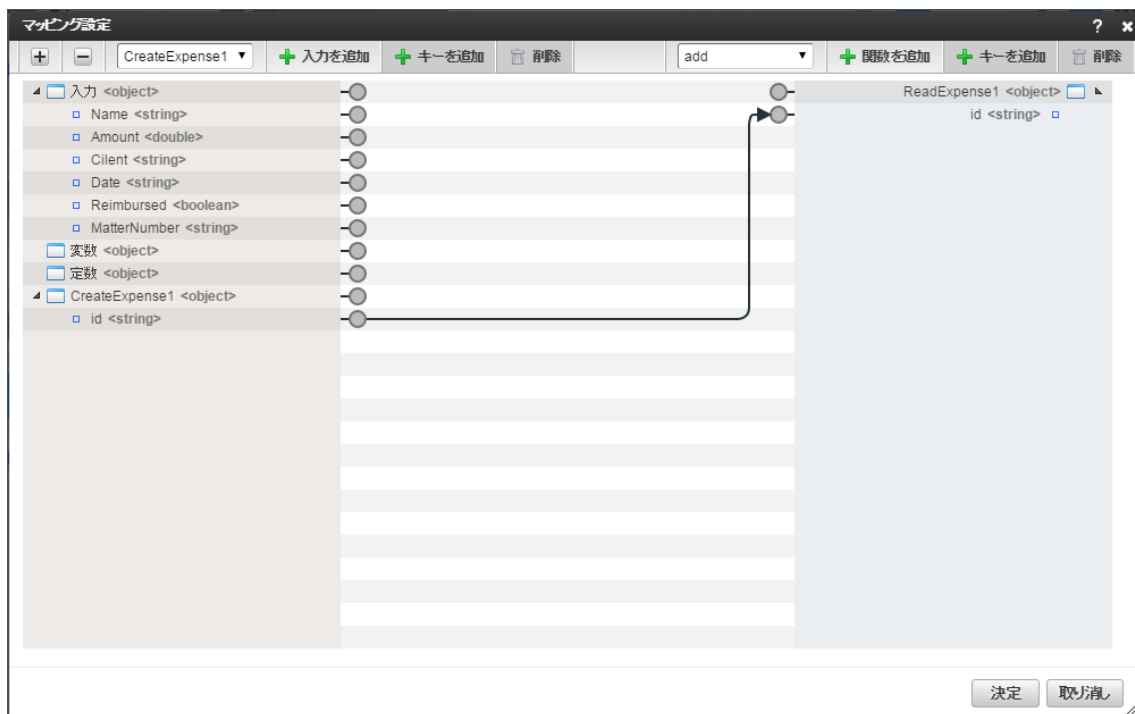 マッピング設定 ? ×
+ - CreateExpense1 ▼ 入力を追加 キーを追加 削除 add ▼ 関数を追加 キーを追加 削除
入力 <object> ReadExpense1 <object>
Name <string> id <string>
Amount <double>
Cilent <string>
Date <string>
Reimbursed <boolean>
MatterNumber <string>
変数 <object>
定数 <object>
CreateExpense1 <object>
id <string>
決定 取り消し